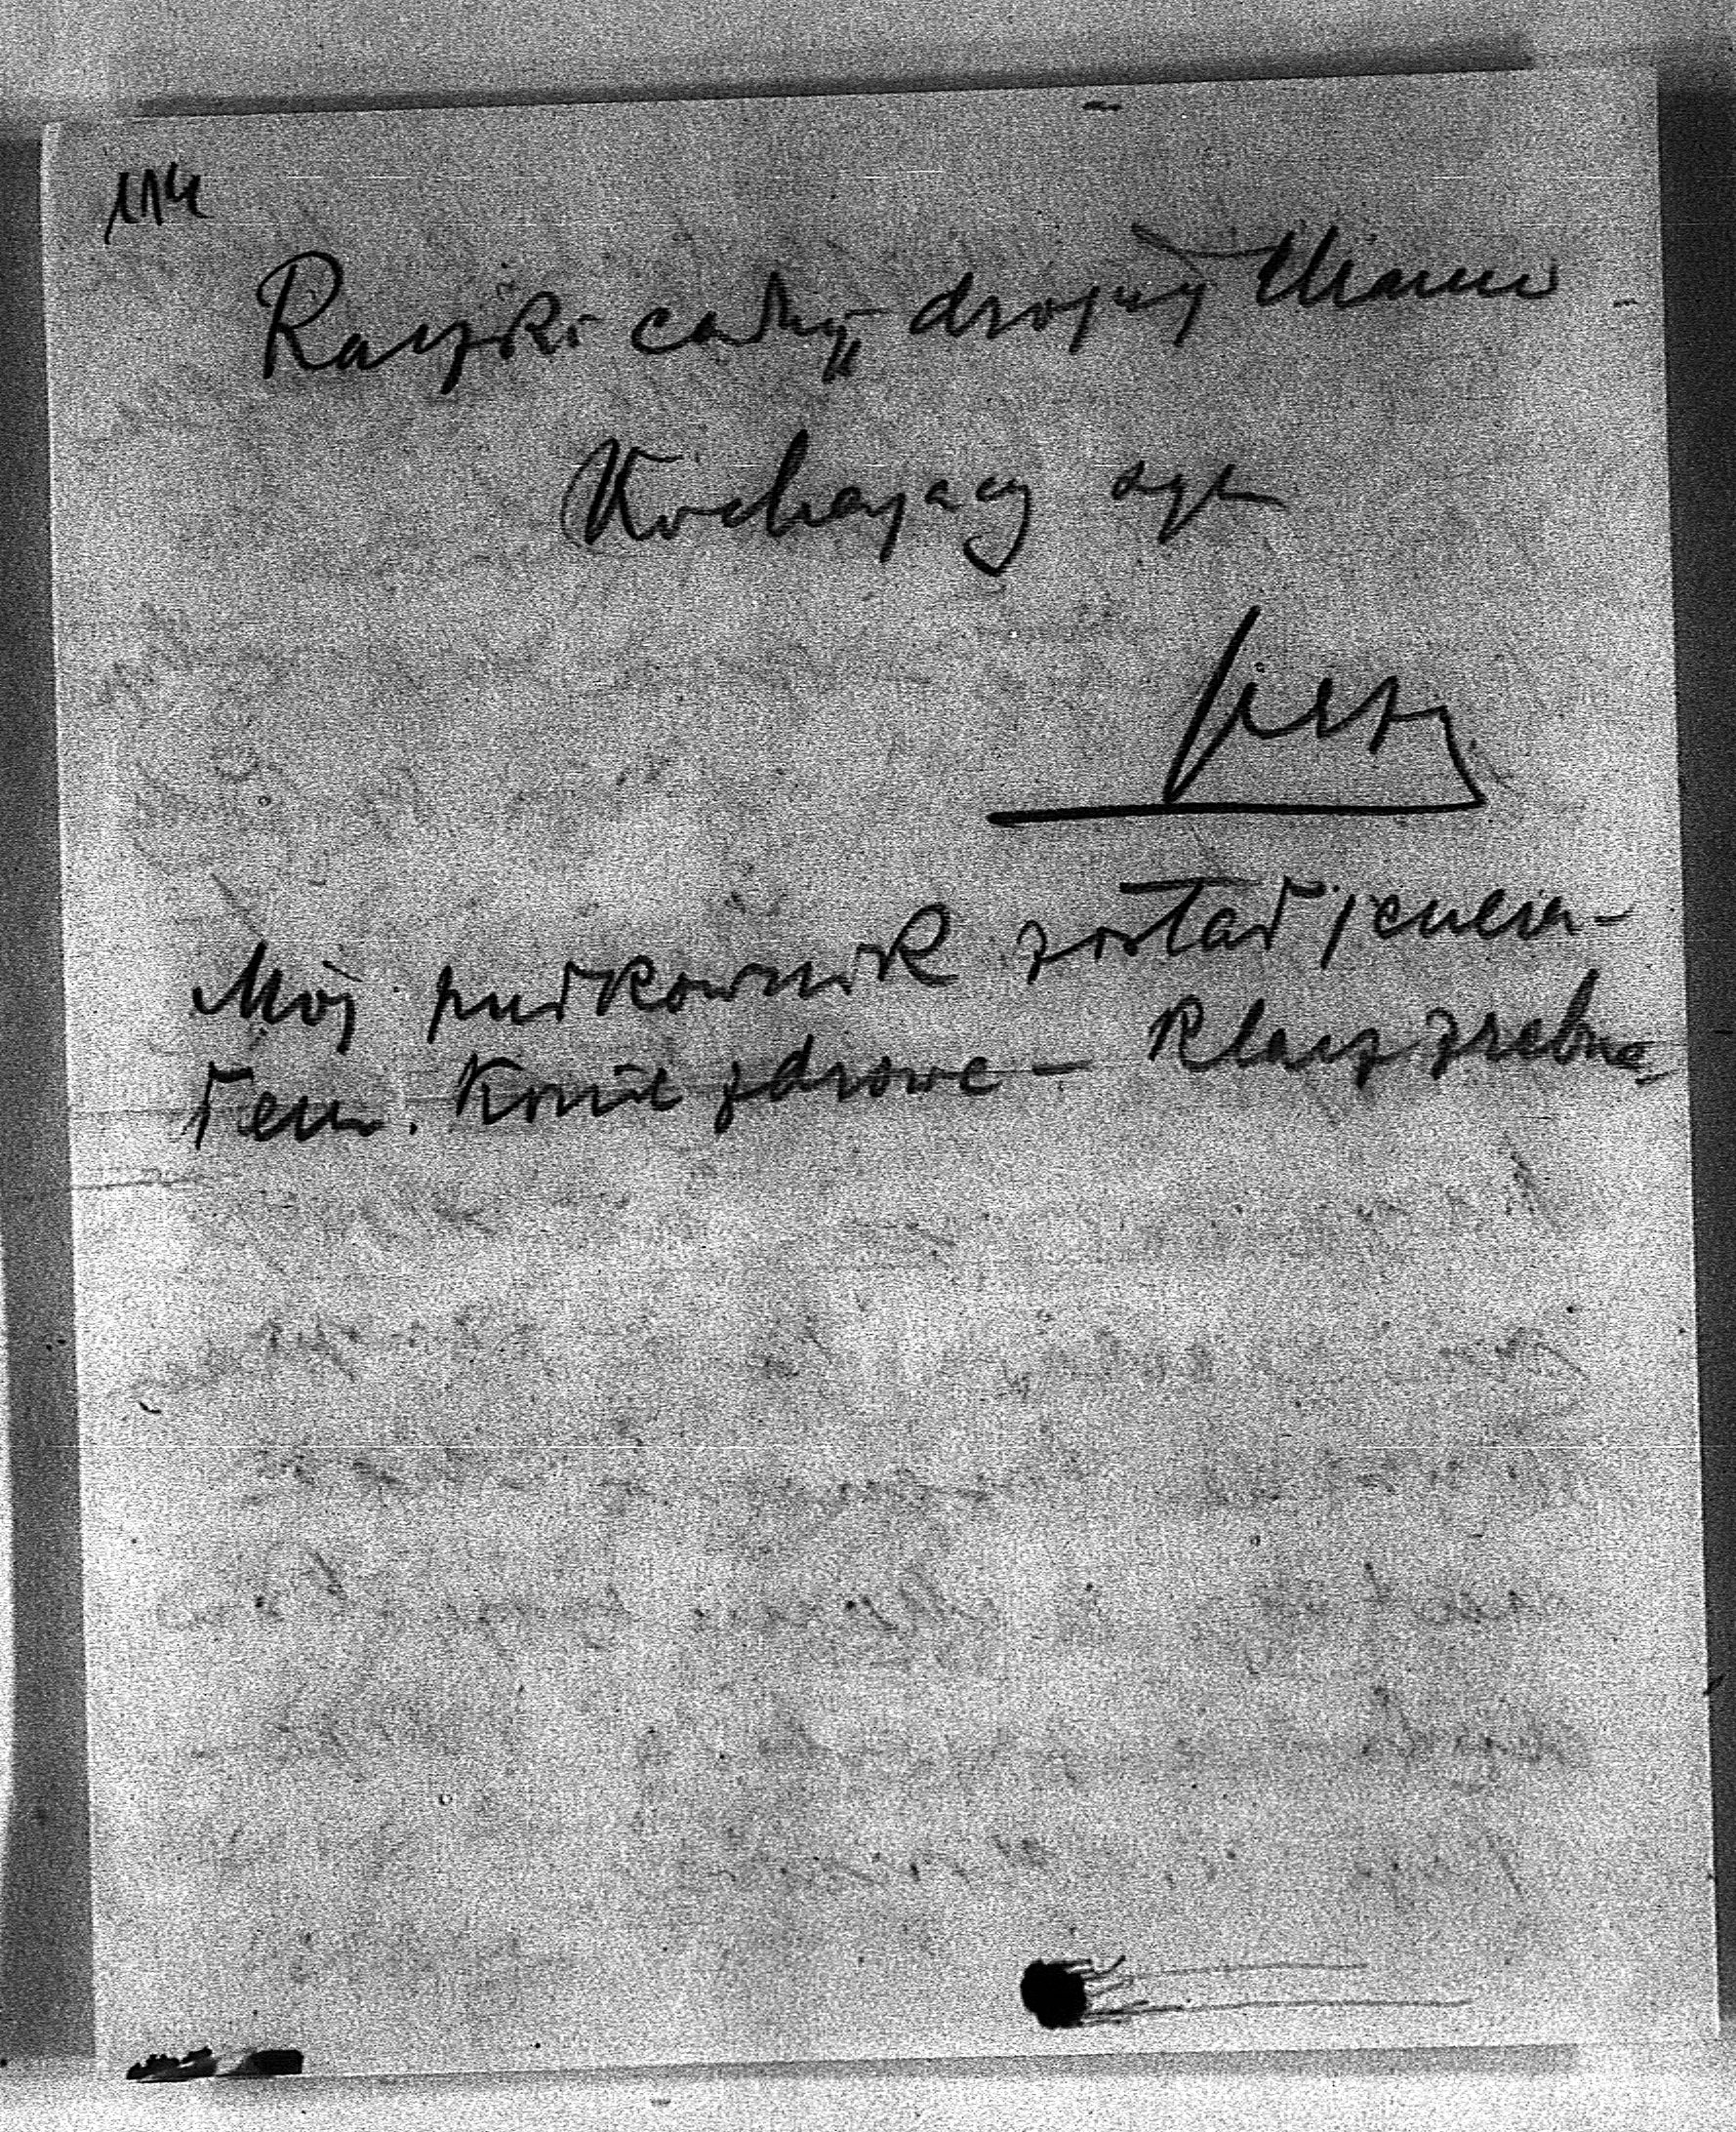 114
Rączki całuję drogiej Mamie
Kochający syn
Mój pułkownik został jenera-
łem. Konie zdrowe – Klacz źrebna